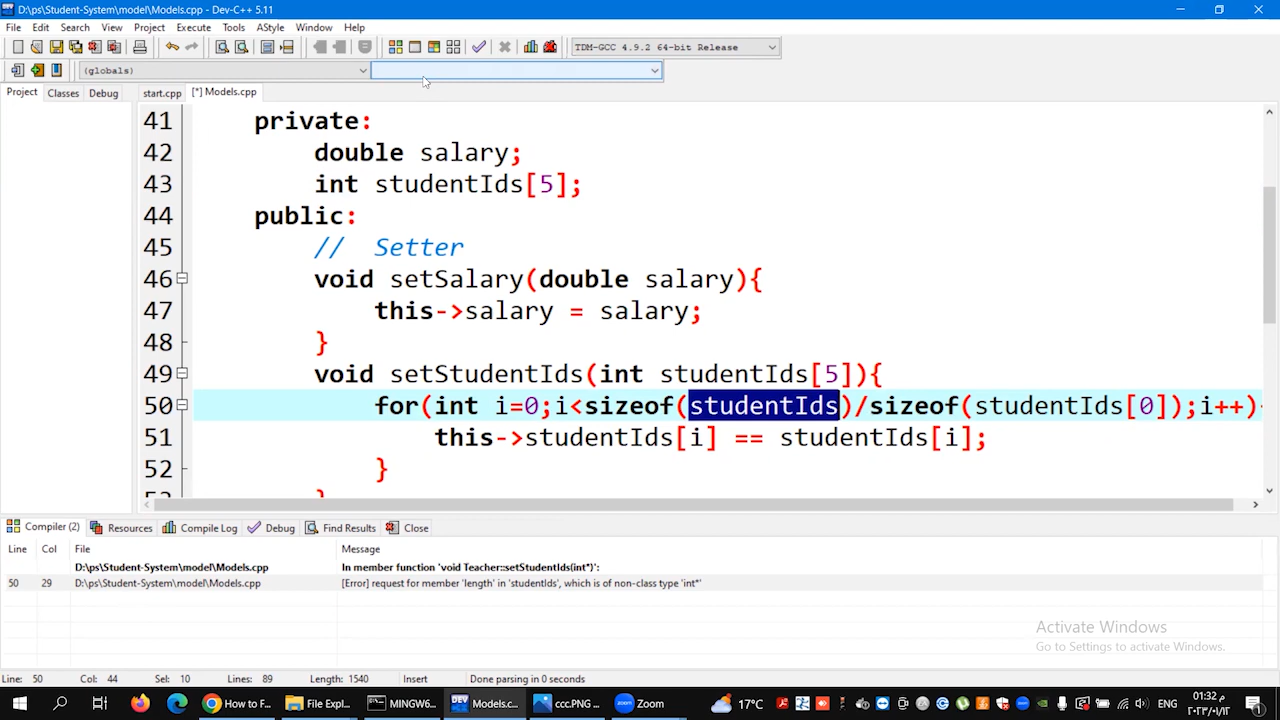 D:\ps\Student-System\model\Models.cpp - Dev-C++ 5.11
File Edit Search View Project Execute Tools AStyle Window Help
TDM-GCC 4.9.2 64-bit Release
(globals)
Project Classes Debug start.cpp [*] Models.cpp
41 private:
42 double salary;
43 int studentIds[5];
44 public:
45 // Setter
46 void setSalary(double salary){
47 this->salary = salary;
48 }
49 void setStudentIds(int studentIds[5]){
50 for(int i=0;i<sizeof(studentIds)/sizeof(studentIds[0]);i++)
51 this->studentIds[i] == studentIds[i];
52 }
Compiler (2) Resources Compile Log Debug Find Results Close
Line Col File Message
D:\ps\Student-System\model\Models.cpp In member function 'void Teacher::setStudentIds(int*)':
50 29 D:\ps\Student-System\model\Models.cpp [Error] request for member 'length' in 'studentIds', which is of non-class type 'int*'
Activate Windows
Go to Settings to activate Windows.
Line: 50 Col: 44 Sel: 10 Lines: 89 Length: 1540 Insert Done parsing in 0 seconds
How to F... File Expl... MINGW6... Models.c... ccc.PNG ... Zoom 17°C ENG 01:32 م